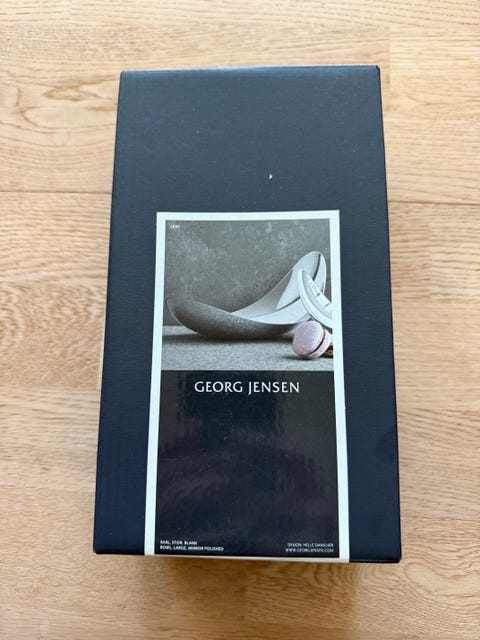 LEAF
GEORG JENSEN
SKÅL, STOR, BLANK
BOWL, LARGE, MIRROR POLISHED
DESIGN: HELLE DAMKJÆR
WWW.GEORGJENSEN.COM